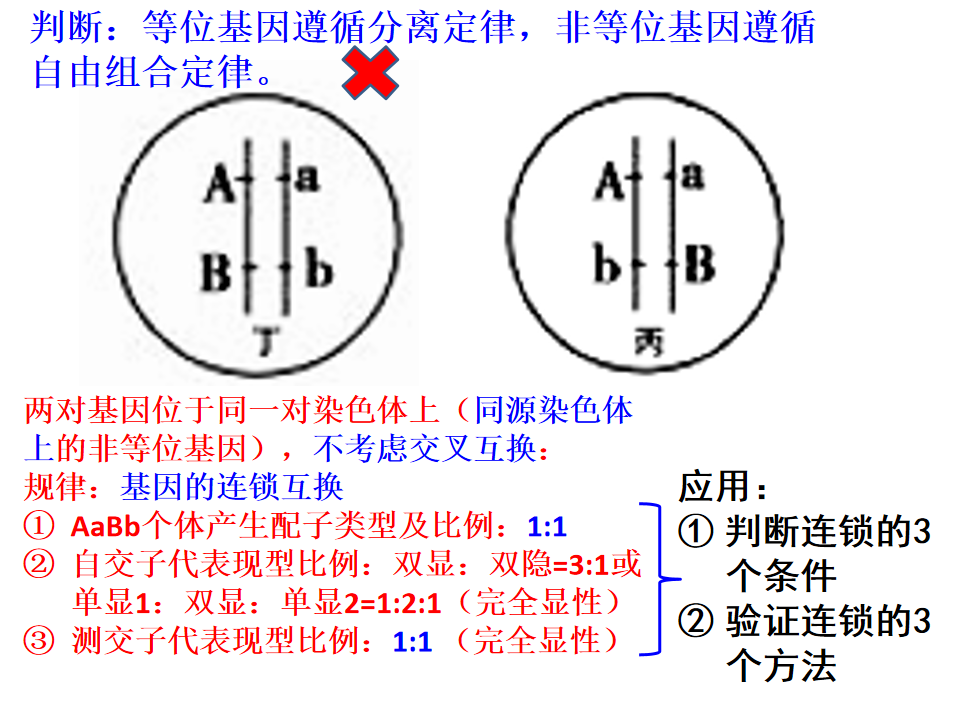 判断：等位基因遵循分离定律，非等位基因遵循
自由组合定律。
A a
B b
丁
A a
b B
丙
两对基因位于同一对染色体上（同源染色体
上的非等位基因），不考虑交叉互换：
规律：基因的连锁互换
① AaBb个体产生配子类型及比例：1:1
② 自交子代表现型比例：双显：双隐=3:1或
单显1：双显：单显2=1:2:1（完全显性）
③ 测交子代表现型比例：1:1 （完全显性）
应用：
① 判断连锁的3
个条件
② 验证连锁的3
个方法